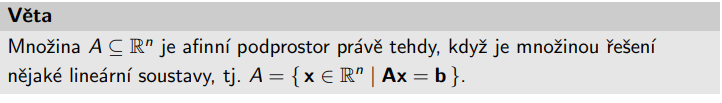 Věta
Množina A ⊆ ℝⁿ je afinní podprostor právě tehdy, když je množinou řešení
nějaké lineární soustavy, tj. A = { x ∈ ℝⁿ | Ax = b }.